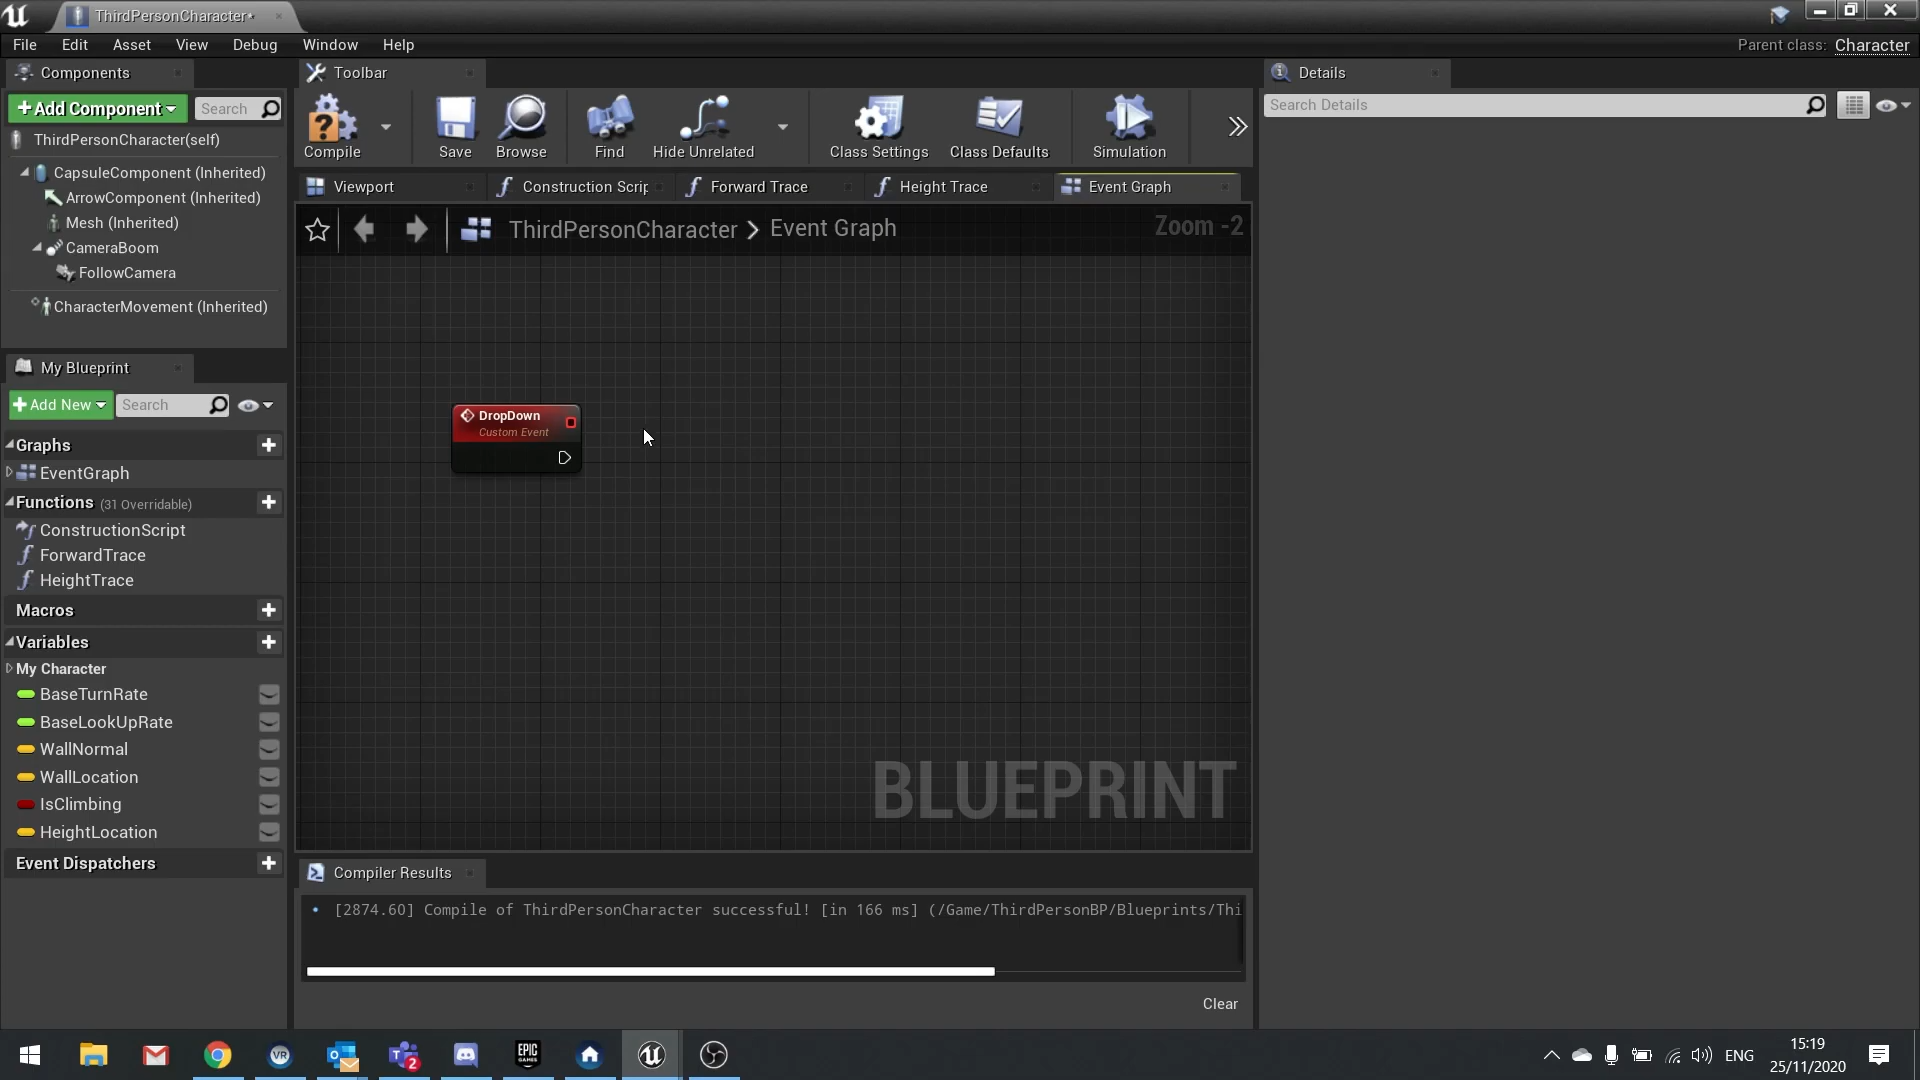 ThirdPersonCharacter*
File Edit Asset View Debug Window Help
Parent class: Character
Components
Toolbar
Details
Add Component
Search
Search Details
ThirdPersonCharacter(self)
CapsuleComponent (Inherited)
ArrowComponent (Inherited)
Mesh (Inherited)
CameraBoom
FollowCamera
CharacterMovement (Inherited)
Compile
Save
Browse
Find
Hide Unrelated
Class Settings
Class Defaults
Simulation
Viewport
Construction Scrip
Forward Trace
Height Trace
Event Graph
ThirdPersonCharacter > Event Graph
Zoom -2
My Blueprint
Add New
Search
Graphs
EventGraph
Functions (31 Overridable)
ConstructionScript
ForwardTrace
HeightTrace
Macros
Variables
My Character
BaseTurnRate
BaseLookUpRate
WallNormal
WallLocation
IsClimbing
HeightLocation
Event Dispatchers
DropDown
Custom Event
BLUEPRINT
Compiler Results
[2874.60] Compile of ThirdPersonCharacter successful! [in 166 ms] (/Game/ThirdPersonBP/Blueprints/Thi
Clear
VR
2
EPIC
GAMES
ENG
15:19
25/11/2020